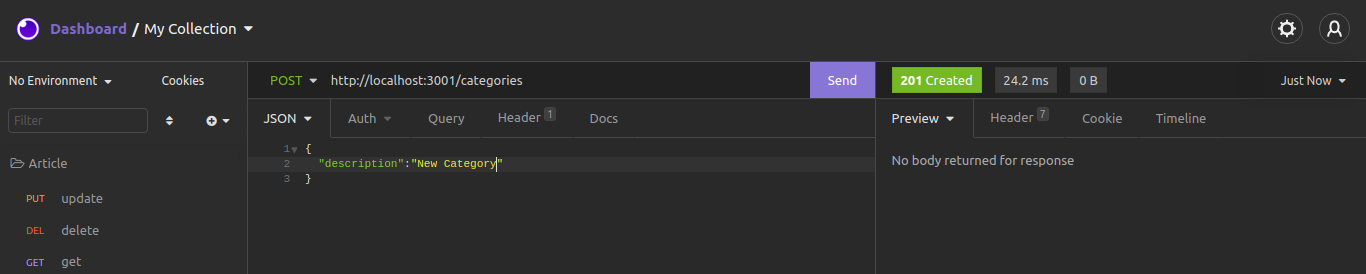 Dashboard / My Collection
No Environment Cookies
POST http://localhost:3001/categories Send
201 Created 24.2 ms 0 B Just Now
Filter
JSON Auth Query Header 1 Docs
Preview Header 7 Cookie Timeline
Article
PUT update
DEL delete
GET get
1 {
2 "description":"New Category"
3 }
No body returned for response